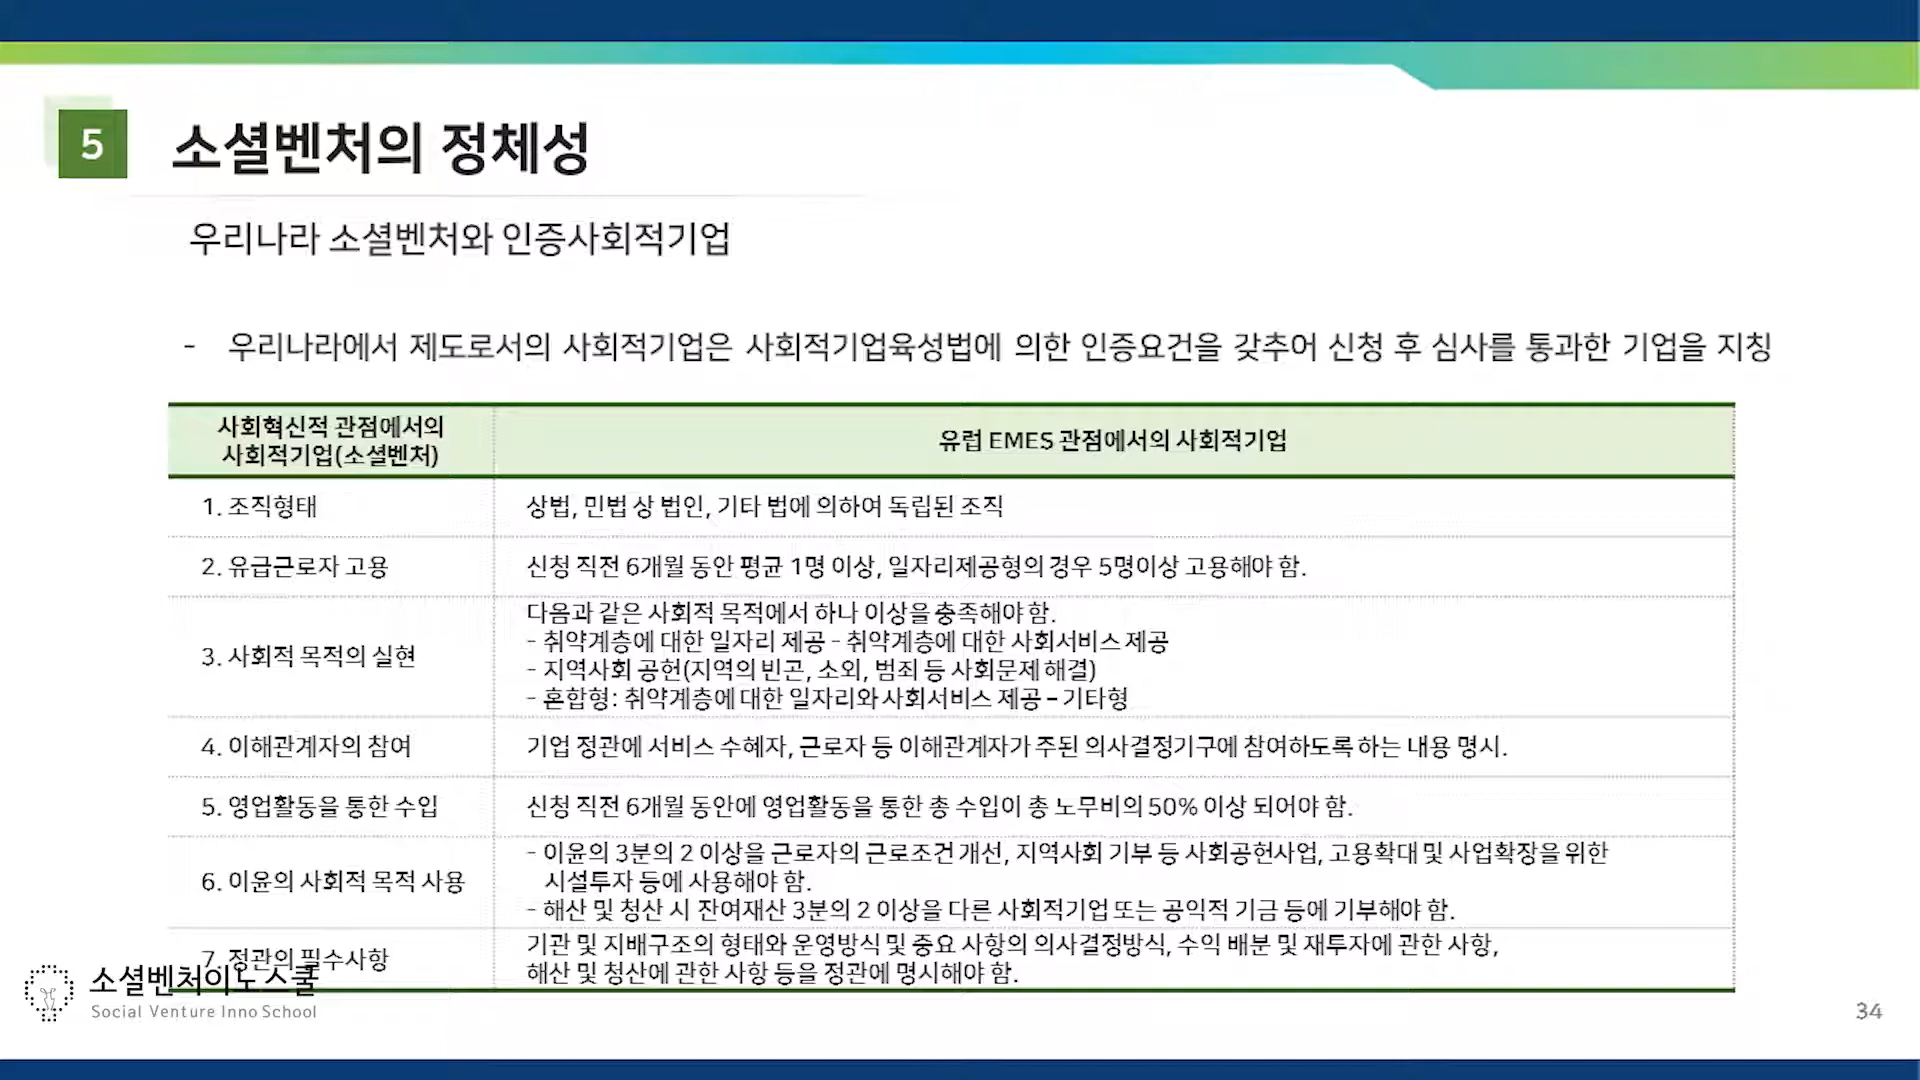 5
소셜벤처의 정체성
우리나라 소셜벤처와 인증사회적기업
- 우리나라에서 제도로서의 사회적기업은 사회적기업육성법에 의한 인증요건을 갖추어 신청 후 심사를 통과한 기업을 지칭
사회혁신적 관점에서의
사회적기업(소셜벤처)
유럽 EMES 관점에서의 사회적기업
1. 조직형태
상법, 민법 상 법인, 기타 법에 의하여 독립된 조직
2. 유급근로자 고용
신청 직전 6개월 동안 평균 1명 이상, 일자리제공형의 경우 5명이상 고용해야 함.
3. 사회적 목적의 실현
다음과 같은 사회적 목적에서 하나 이상을 충족해야 함.
- 취약계층에 대한 일자리 제공 - 취약계층에 대한 사회서비스 제공
- 지역사회 공헌(지역의 빈곤, 소외, 범죄 등 사회문제 해결)
- 혼합형: 취약계층에 대한 일자리와 사회서비스 제공 – 기타형
4. 이해관계자의 참여
기업 정관에 서비스 수혜자, 근로자 등 이해관계자가 주된 의사결정기구에 참여하도록 하는 내용 명시.
5. 영업활동을 통한 수입
신청 직전 6개월 동안에 영업활동을 통한 총 수입이 총 노무비의 50% 이상 되어야 함.
6. 이윤의 사회적 목적 사용
- 이윤의 3분의 2 이상을 근로자의 근로조건 개선, 지역사회 기부 등 사회공헌사업, 고용확대 및 사업확장을 위한
시설투자 등에 사용해야 함.
- 해산 및 청산 시 잔여재산 3분의 2 이상을 다른 사회적기업 또는 공익적 기금 등에 기부해야 함.
7. 정관의 필수사항
기관 및 지배구조의 형태와 운영방식 및 중요 사항의 의사결정방식, 수익 배분 및 재투자에 관한 사항,
해산 및 청산에 관한 사항 등을 정관에 명시해야 함.
소셜벤처이노스쿨
Social Venture Inno School
34